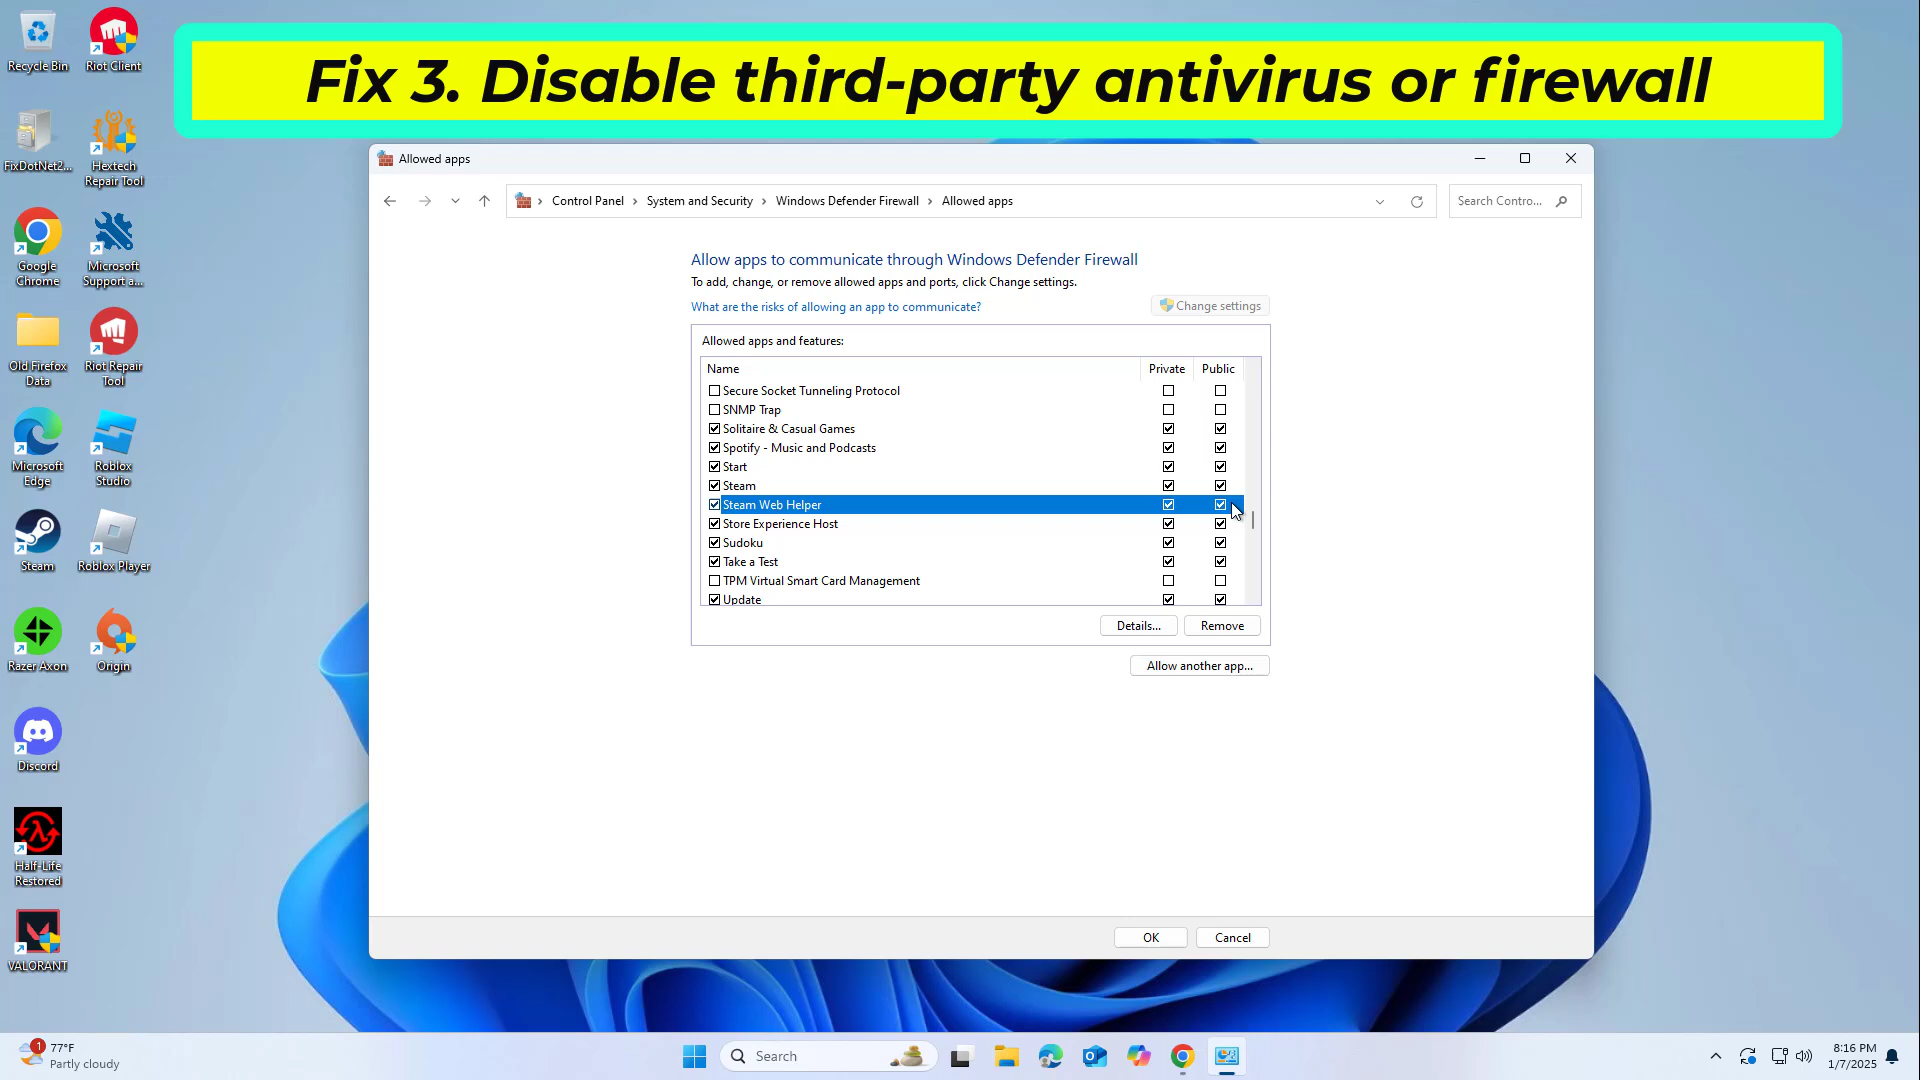 Fix 3. Disable third-party antivirus or firewall
Recycle Bin
Riot Client
FixDotNet2...
Hextech
Repair Tool
Google
Chrome
Microsoft
Support a...
Old Firefox
Data
Riot Repair
Tool
Microsoft
Edge
Roblox
Studio
Steam
Roblox Player
Razer Axon
Origin
Discord
Half-Life
Restored
VALORANT
Allowed apps
Control Panel > System and Security > Windows Defender Firewall > Allowed apps
Search Contro...
Allow apps to communicate through Windows Defender Firewall
To add, change, or remove allowed apps and ports, click Change settings.
What are the risks of allowing an app to communicate?
Change settings
Allowed apps and features:
Name Private Public
Secure Socket Tunneling Protocol
SNMP Trap
Solitaire & Casual Games
Spotify - Music and Podcasts
Start
Steam
Steam Web Helper
Store Experience Host
Sudoku
Take a Test
TPM Virtual Smart Card Management
Update
Details... Remove
Allow another app...
OK Cancel
1
77°F
Partly cloudy
Search
8:16 PM
1/7/2025